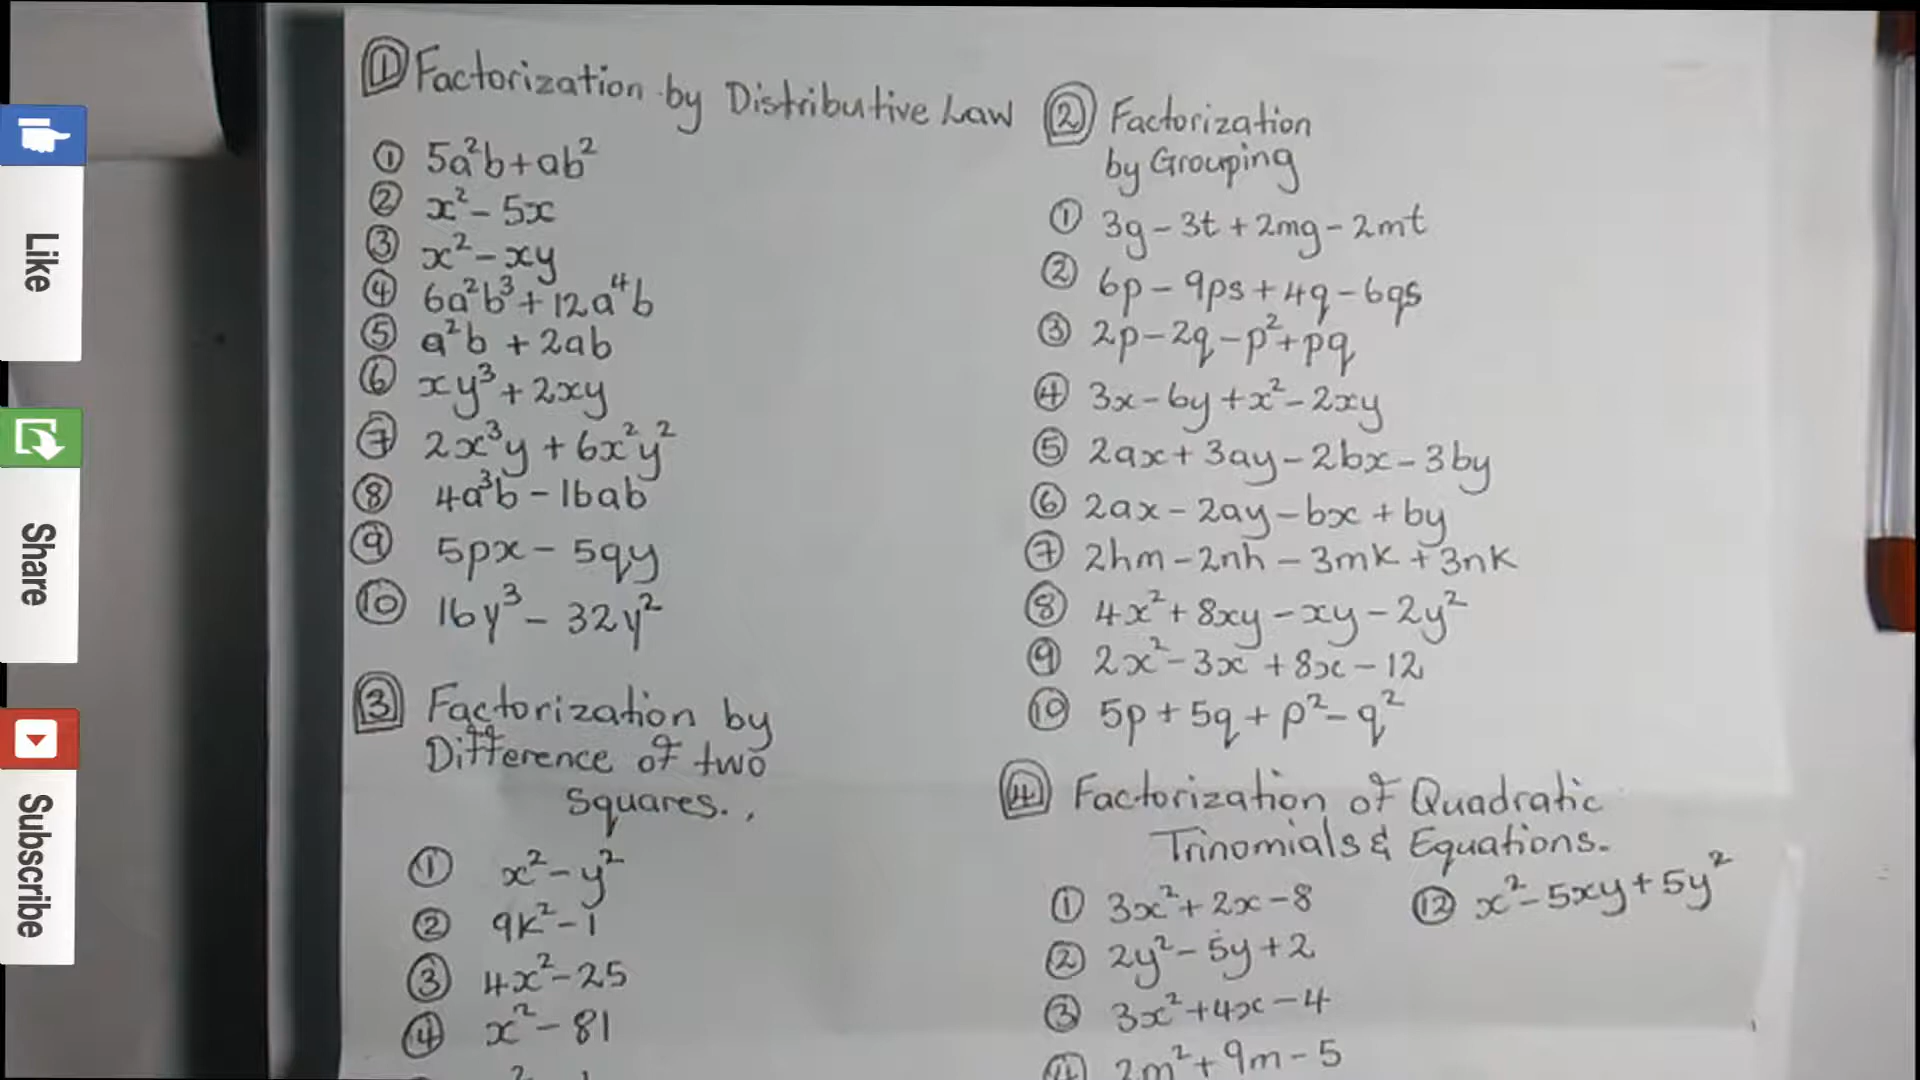 ① Factorization by Distributive Law
① 5a²b + ab²
② x² - 5x
③ x² - xy
④ 6a²b³ + 12a⁴b
⑤ a²b + 2ab
⑥ xy³ + 2xy
⑦ 2x³y + 6x²y²
⑧ 4a³b - 16ab
⑨ 5px - 5qy
⑩ 16y³ - 32y²
② Factorization
by Grouping
① 3g - 3t + 2mg - 2mt
② 6p - 9ps + 4q - 6qs
③ 2p - 2q - p² + pq
④ 3x - 6y + x² - 2xy
⑤ 2ax + 3ay - 2bx - 3by
⑥ 2ax - 2ay - bx + by
⑦ 2hm - 2nh - 3mk + 3nk
⑧ 4x² + 8xy - xy - 2y²
⑨ 2x² - 3x + 8x - 12
⑩ 5p + 5q + p² - q²
③ Factorization by
Difference of two
Squares..
① x² - y²
② 9k² - 1
③ 4x² - 25
④ x² - 81
④ Factorization of Quadratic
Trinomials & Equations.
① 3x² + 2x - 8
② 2y² - 5y + 2
③ 3x² + 4x - 4
④ 2m² + 9m - 5
⑫ x² - 5xy + 5y²
Like
Share
Subscribe